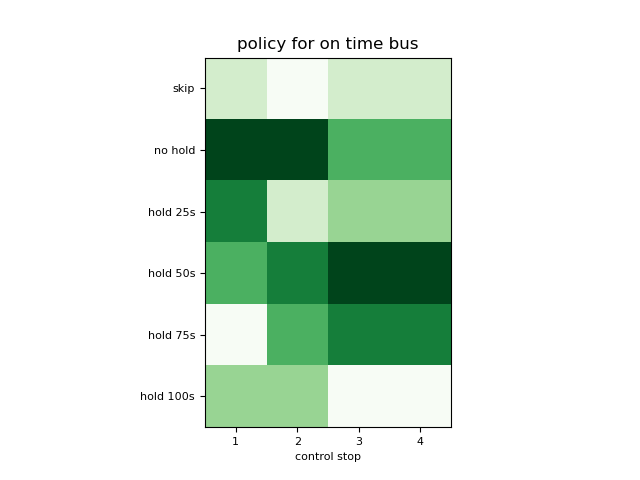 policy for on time bus
skip
no hold
hold 25s
hold 50s
hold 75s
hold 100s
1 2 3 4
control stop